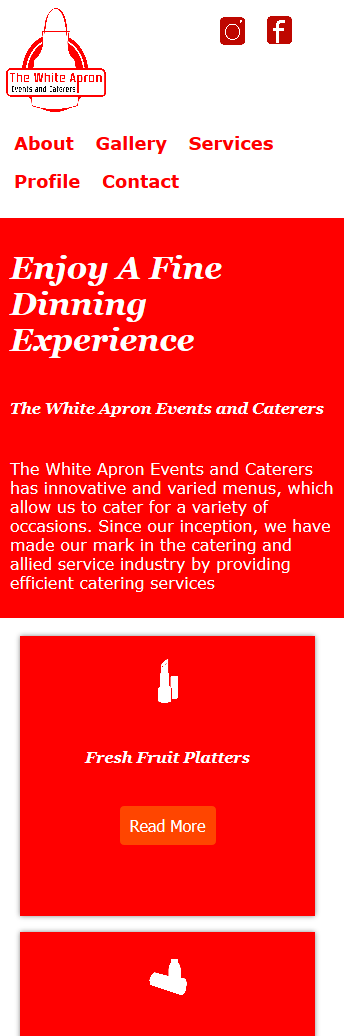 The White Apron
Events and Caterers
About Gallery Services
Profile Contact
Enjoy A Fine
Dinning
Experience
The White Apron Events and Caterers
The White Apron Events and Caterers
has innovative and varied menus, which
allow us to cater for a variety of
occasions. Since our inception, we have
made our mark in the catering and
allied service industry by providing
efficient catering services
Fresh Fruit Platters
Read More